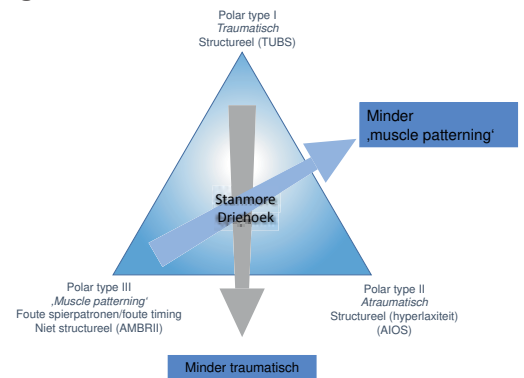 Polar type I
Traumatisch
Structureel (TUBS)
Minder
‚muscle patterning‘
Stanmore
Driehoek
Polar type III
‚Muscle patterning‘
Foute spierpatronen/foute timing
Niet structureel (AMBRII)
Polar type II
Atraumatisch
Structureel (hyperlaxiteit)
(AIOS)
Minder traumatisch